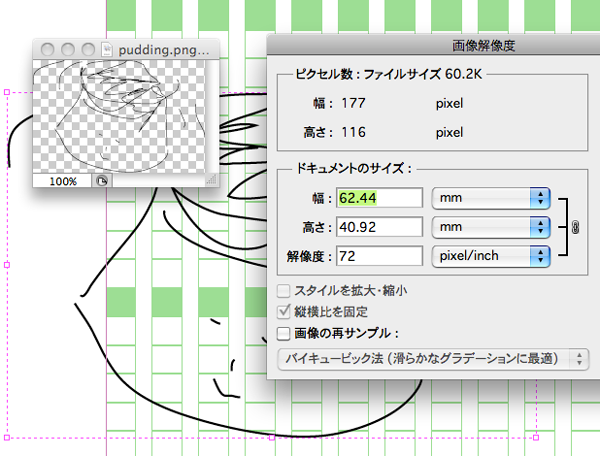 pudding.png...
100%
画像解像度
ピクセル数 : ファイルサイズ 60.2K
幅 : 177 pixel
高さ : 116 pixel
ドキュメントのサイズ :
幅 : 62.44 mm
高さ : 40.92 mm
解像度 : 72 pixel/inch
スタイルを拡大・縮小
縦横比を固定
画像の再サンプル :
バイキュービック法 (滑らかなグラデーションに最適)